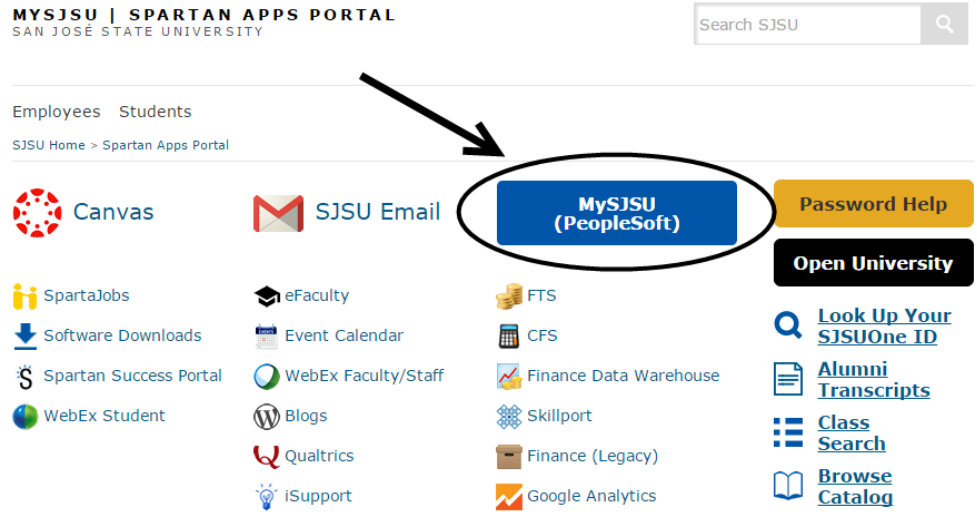 MYSJSU | SPARTAN APPS PORTAL
SAN JOSÉ STATE UNIVERSITY
Search SJSU
Employees Students
SJSU Home > Spartan Apps Portal
Canvas
SJSU Email
MySJSU
(PeopleSoft)
Password Help
Open University
SpartaJobs
eFaculty
FTS
Software Downloads
Event Calendar
CFS
Spartan Success Portal
WebEx Faculty/Staff
Finance Data Warehouse
WebEx Student
Blogs
Skillport
Qualtrics
Finance (Legacy)
iSupport
Google Analytics
Look Up Your
SJSUOne ID
Alumni
Transcripts
Class
Search
Browse
Catalog